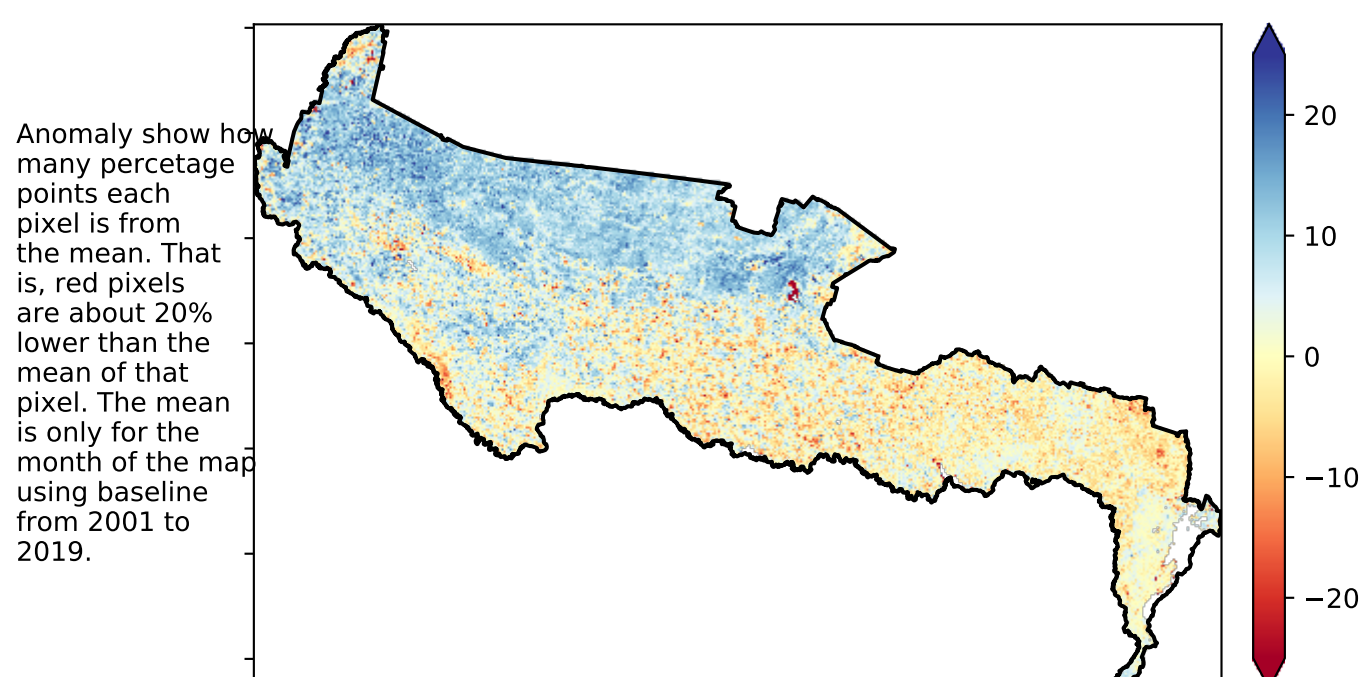 Anomaly show how
many percetage
points each
pixel is from
the mean. That
is, red pixels
are about 20%
lower than the
mean of that
pixel. The mean
is only for the
month of the map
using baseline
from 2001 to
2019.
20
10
0
−10
−20